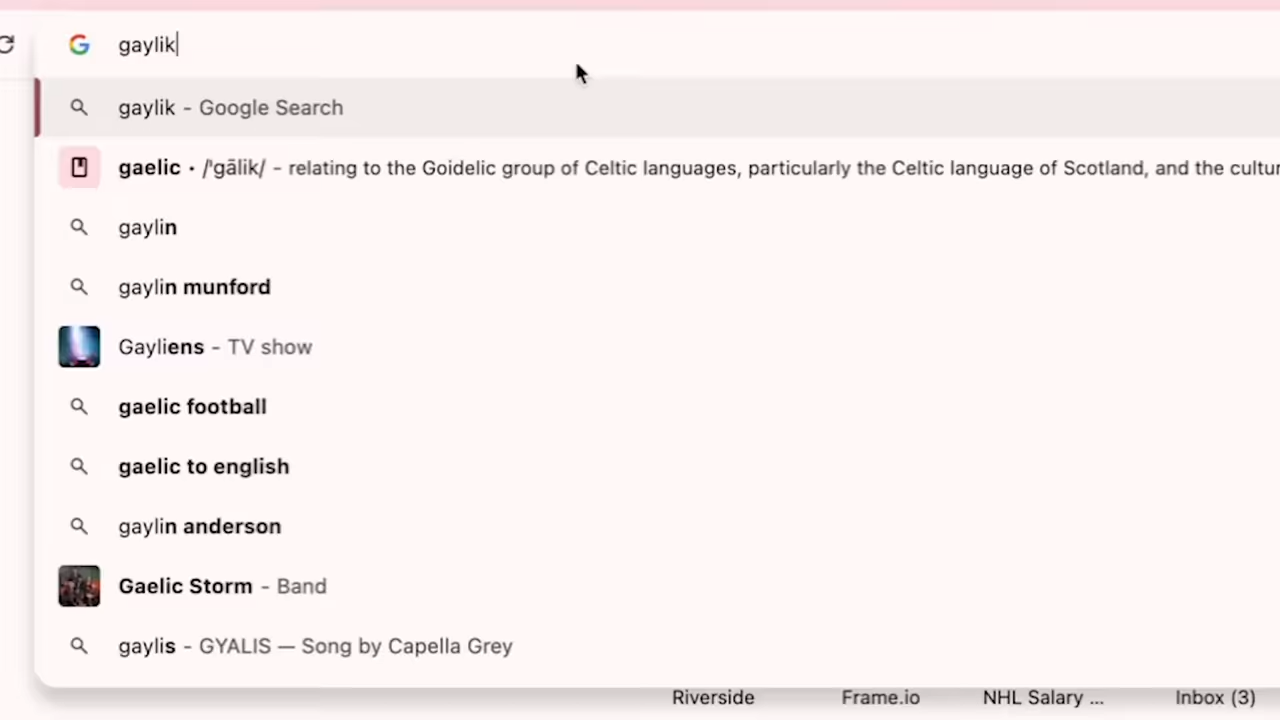 gaylik
gaylik - Google Search
gaelic • /'gālik/ - relating to the Goidelic group of Celtic languages, particularly the Celtic language of Scotland, and the
gaylin
gaylin munford
Gayliens - TV show
gaelic football
gaelic to english
gaylin anderson
Gaelic Storm - Band
gaylis - GYALIS — Song by Capella Grey
Riverside Frame.io NHL Salary ... Inbox (3)